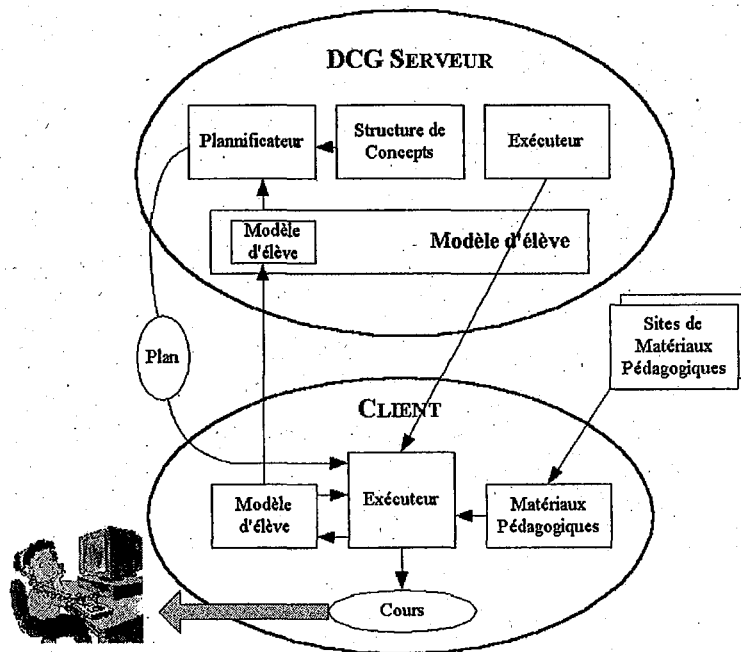 DCG SERVEUR
Plannificateur
Structure de
Concepts
Exécuteur
Modèle
d'élève
Modèle d'élève
Plan
Sites de
Matériaux
Pédagogiques
CLIENT
Modèle
d'élève
Exécuteur
Matériaux
Pédagogiques
Cours